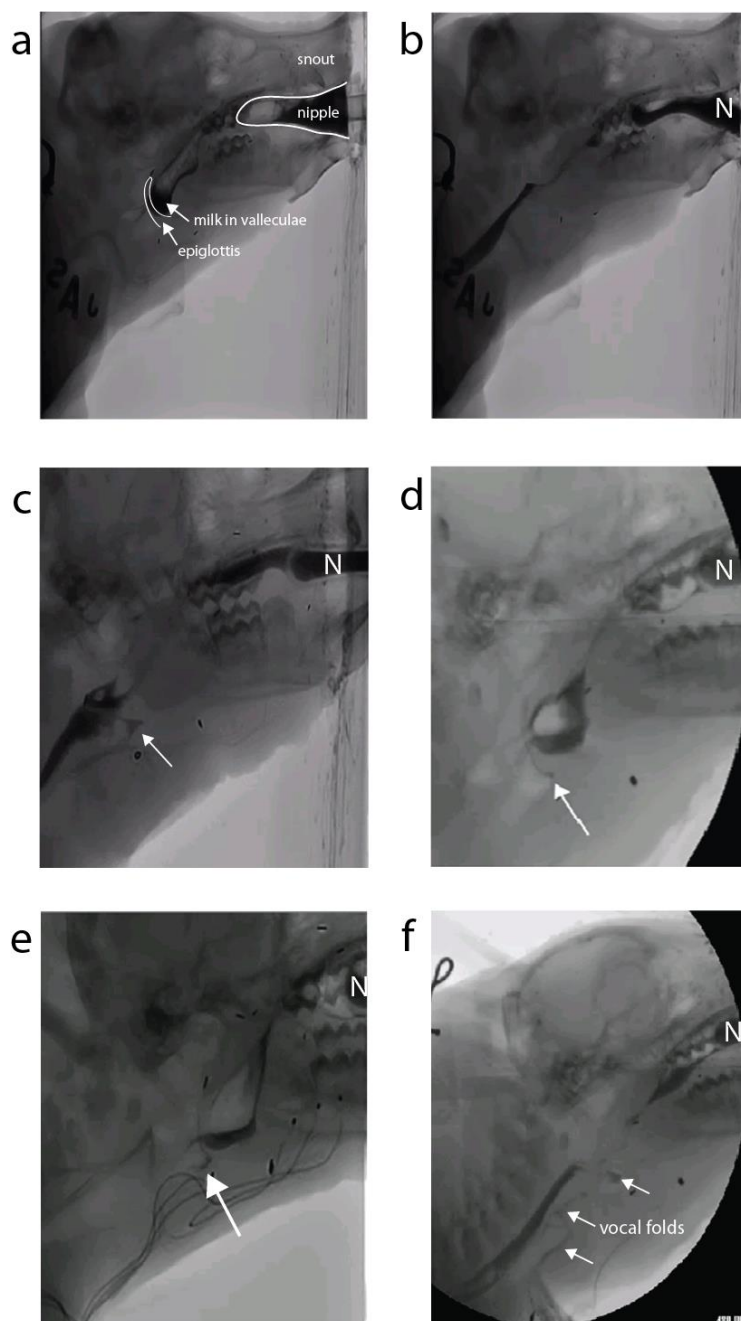 a
b
snout
nipple
N
milk in valleculae
epiglottis
c
d
N
N
e
f
N
N
vocal folds